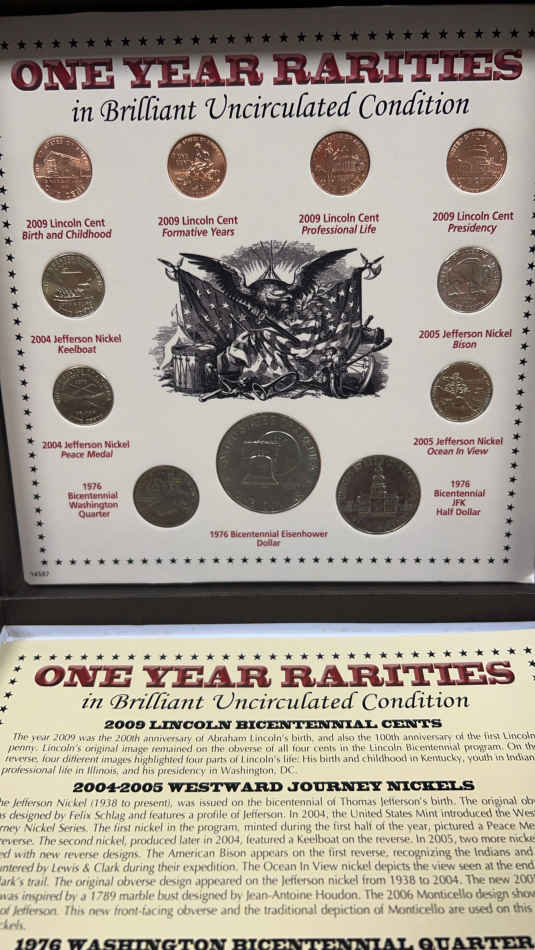 ONE YEAR RARITIES
in Brilliant Uncirculated Condition
2009 Lincoln Cent
Birth and Childhood
2009 Lincoln Cent
Formative Years
2009 Lincoln Cent
Professional Life
2009 Lincoln Cent
Presidency
2004 Jefferson Nickel
Keelboat
2005 Jefferson Nickel
Bison
2004 Jefferson Nickel
Peace Medal
2005 Jefferson Nickel
Ocean In View
1976
Bicentennial
Washington
Quarter
1976
Bicentennial
JFK
Half Dollar
1976 Bicentennial Eisenhower
Dollar
14587
ONE YEAR RARITIES
in Brilliant Uncirculated Condition
2009 LINCOLN BICENTENNIAL CENTS
The year 2009 was the 200th anniversary of Abraham Lincoln's birth, and also the 100th anniversary of the first Lincoln
penny. Lincoln's original image remained on the obverse of all four cents in the Lincoln Bicentennial program. On the
reverse, four different images highlighted four parts of Lincoln's life: His birth and childhood in Kentucky, youth in Indian
professional life in Illinois, and his presidency in Washington, DC.
2004-2005 WESTWARD JOURNEY NICKELS
he Jefferson Nickel (1938 to present), was issued on the bicentennial of Thomas Jefferson's birth. The original ob
s designed by Felix Schlag and features a profile of Jefferson. In 2004, the United States Mint introduced the Wes
rney Nickel Series. The first nickel in the program, minted during the first half of the year, pictured a Peace Me
reverse. The second nickel, produced later in 2004, featured a Keelboat on the reverse. In 2005, two more nicke
ed with new reverse designs. The American Bison appears on the first reverse, recognizing the Indians and
untered by Lewis & Clark during their expedition. The Ocean In View nickel depicts the view seen at the end
lark's trail. The original obverse design appeared on the Jefferson nickel from 1938 to 2004. The new 200
was inspired by a 1789 marble bust designed by Jean-Antoine Houdon. The 2006 Monticello design show
of Jefferson. This new front-facing obverse and the traditional depiction of Monticello are used on this
ckels.
1976 WASHINGTON BICENTENNIAL QUARTER